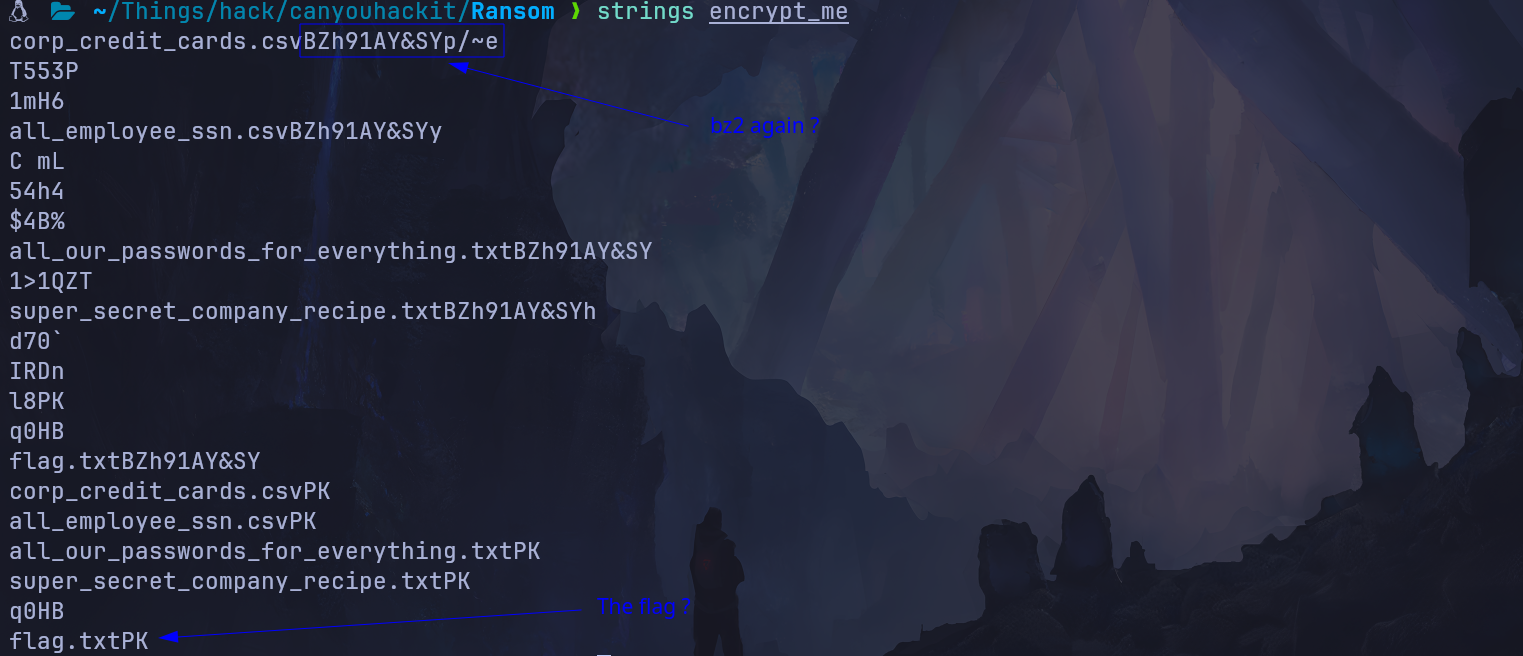 ~/Things/hack/canyouhackit/Ransom ❯ strings encrypt_me
corp_credit_cards.csvBZh91AY&SYp/~e
T553P
1mH6
all_employee_ssn.csvBZh91AY&SYy
bz2 again ?
C mL
54h4
$4B%
all_our_passwords_for_everything.txtBZh91AY&SY
1>1QZT
super_secret_company_recipe.txtBZh91AY&SYh
d70`
IRDn
l8PK
q0HB
flag.txtBZh91AY&SY
corp_credit_cards.csvPK
all_employee_ssn.csvPK
all_our_passwords_for_everything.txtPK
super_secret_company_recipe.txtPK
q0HB
The flag ?
flag.txtPK